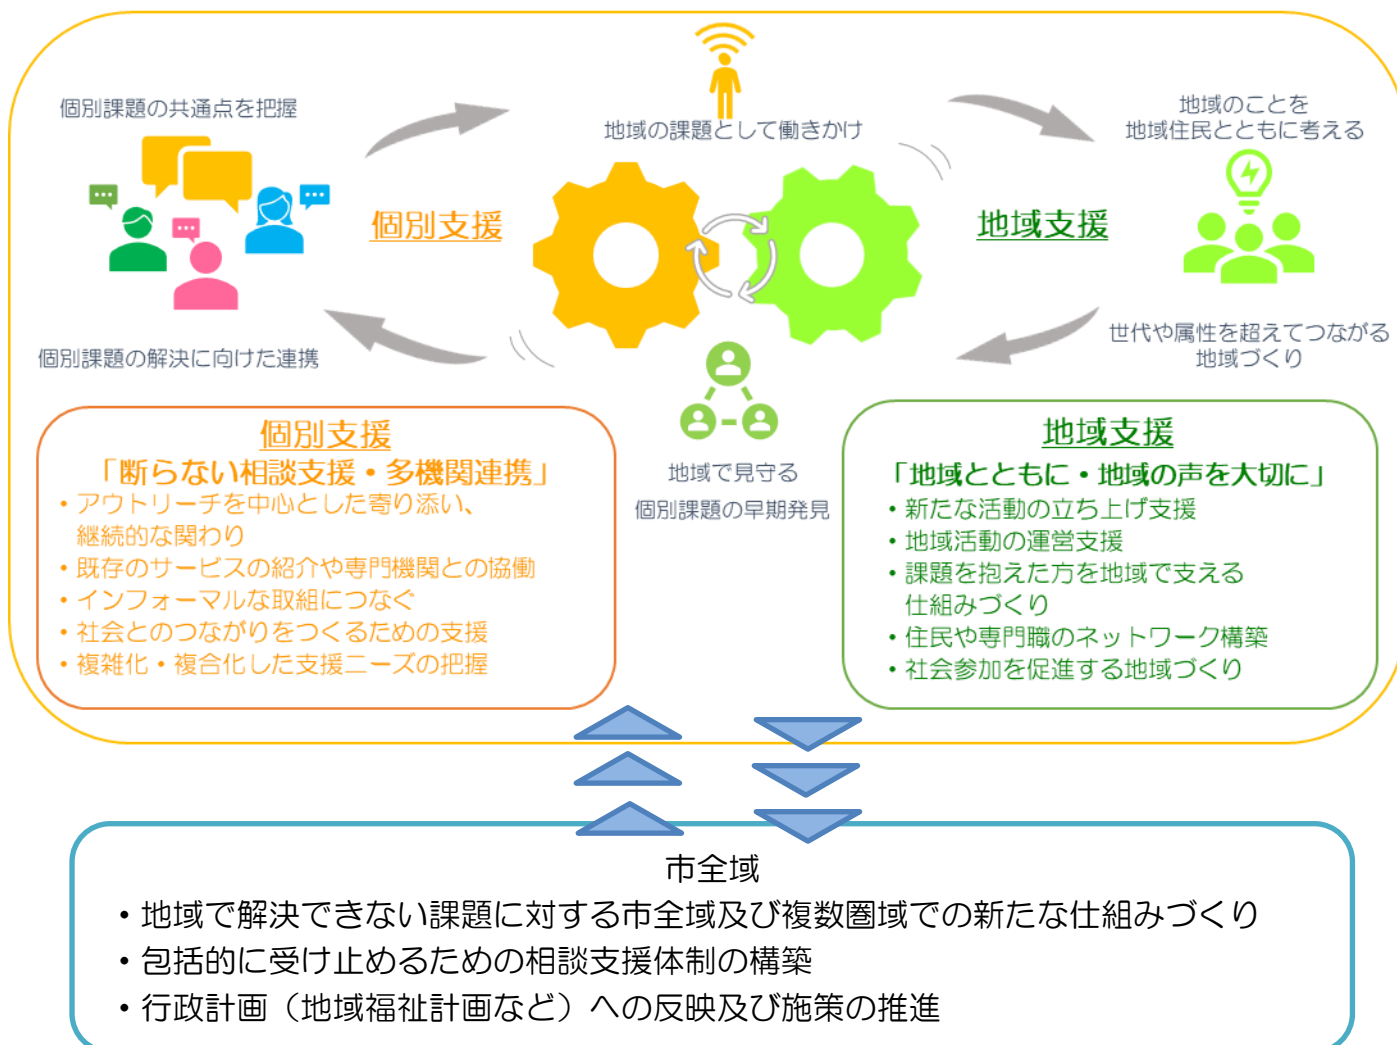 個別課題の共通点を把握
地域の課題として働きかけ
地域のことを
地域住民とともに考える
個別支援
地域支援
個別課題の解決に向けた連携
世代や属性を超えてつながる
地域づくり
地域で見守る
個別課題の早期発見
個別支援
「断らない相談支援・多機関連携」
・アウトリーチを中心とした寄り添い、
継続的な関わり
・既存のサービスの紹介や専門機関との協働
・インフォーマルな取組につなぐ
・社会とのつながりをつくるための支援
・複雑化・複合化した支援ニーズの把握
地域支援
「地域とともに・地域の声を大切に」
・新たな活動の立ち上げ支援
・地域活動の運営支援
・課題を抱えた方を地域で支える
仕組みづくり
・住民や専門職のネットワーク構築
・社会参加を促進する地域づくり
市全域
・地域で解決できない課題に対する市全域及び複数圏域での新たな仕組みづくり
・包括的に受け止めるための相談支援体制の構築
・行政計画（地域福祉計画など）への反映及び施策の推進